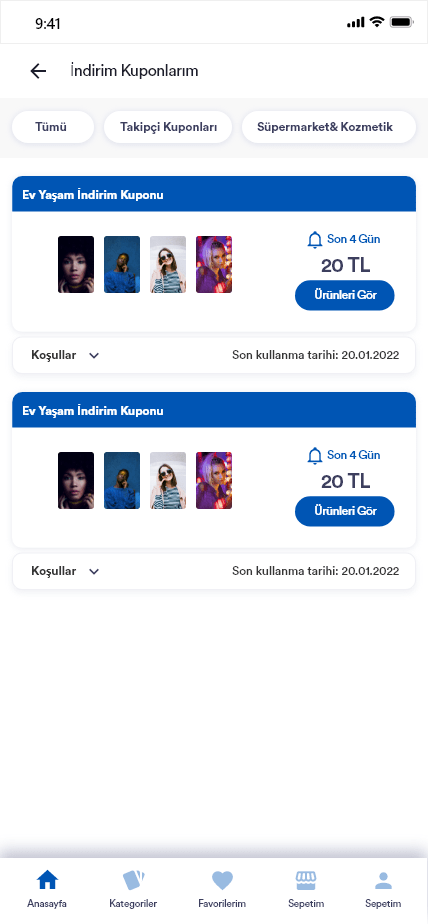 9:41
İndirim Kuponlarım
Tümü
Takipçi Kuponları
Süpermarket& Kozmetik
Ev Yaşam İndirim Kuponu
Son 4 Gün
20 TL
Ürünleri Gör
Koşullar
Son kullanma tarihi: 20.01.2022
Ev Yaşam İndirim Kuponu
Son 4 Gün
20 TL
Ürünleri Gör
Koşullar
Son kullanma tarihi: 20.01.2022
Anasayfa
Kategoriler
Favorilerim
Sepetim
Sepetim